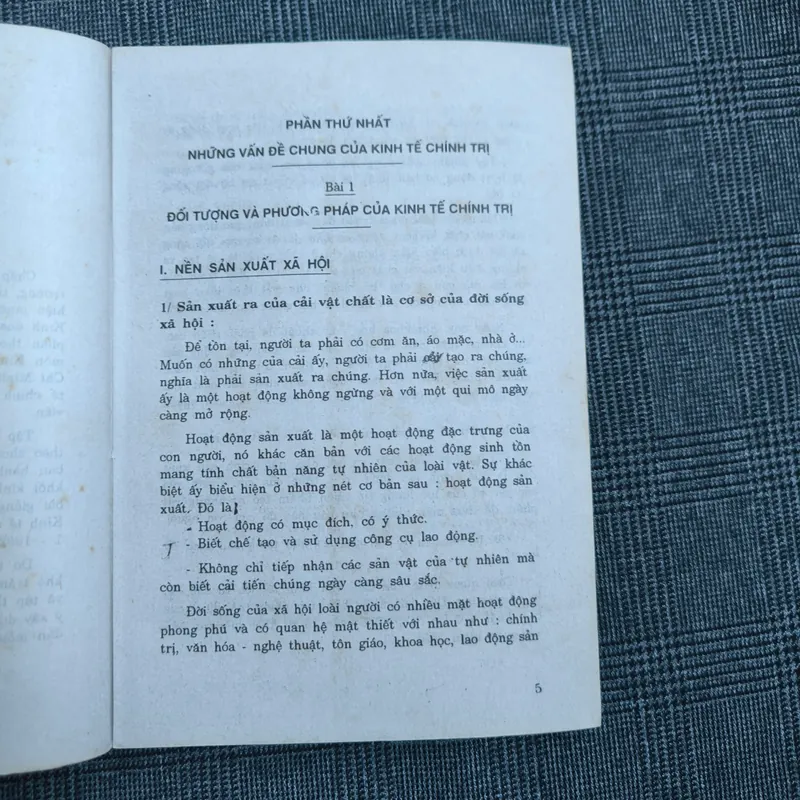 PHẦN THỨ NHẤT
NHỮNG VẤN ĐỀ CHUNG CỦA KINH TẾ CHÍNH TRỊ
Bài 1
ĐỐI TƯỢNG VÀ PHƯƠNG PHÁP CỦA KINH TẾ CHÍNH TRỊ
I. NỀN SẢN XUẤT XÃ HỘI
1/ Sản xuất ra của cải vật chất là cơ sở của đời sống
xã hội :
Để tồn tại, người ta phải có cơm ăn, áo mặc, nhà ở...
Muốn có những của cải ấy, người ta phải tạo ra chúng,
nghĩa là phải sản xuất ra chúng. Hơn nữa, việc sản xuất
ấy là một hoạt động không ngừng và với một qui mô ngày
càng mở rộng.
Hoạt động sản xuất là một hoạt động đặc trưng của
con người, nó khác căn bản với các hoạt động sinh tồn
mang tính chất bản năng tự nhiên của loài vật. Sự khác
biệt ấy biểu hiện ở những nét cơ bản sau : hoạt động sản
xuất. Đó là
- Hoạt động có mục đích, có ý thức.
- Biết chế tạo và sử dụng công cụ lao động.
- Không chỉ tiếp nhận các sản vật của tự nhiên mà
còn biết cải tiến chúng ngày càng sâu sắc.
Đời sống của xã hội loài người có nhiều mặt hoạt động
phong phú và có quan hệ mật thiết với nhau như : chính
trị, văn hóa - nghệ thuật, tôn giáo, khoa học, lao động sản
5